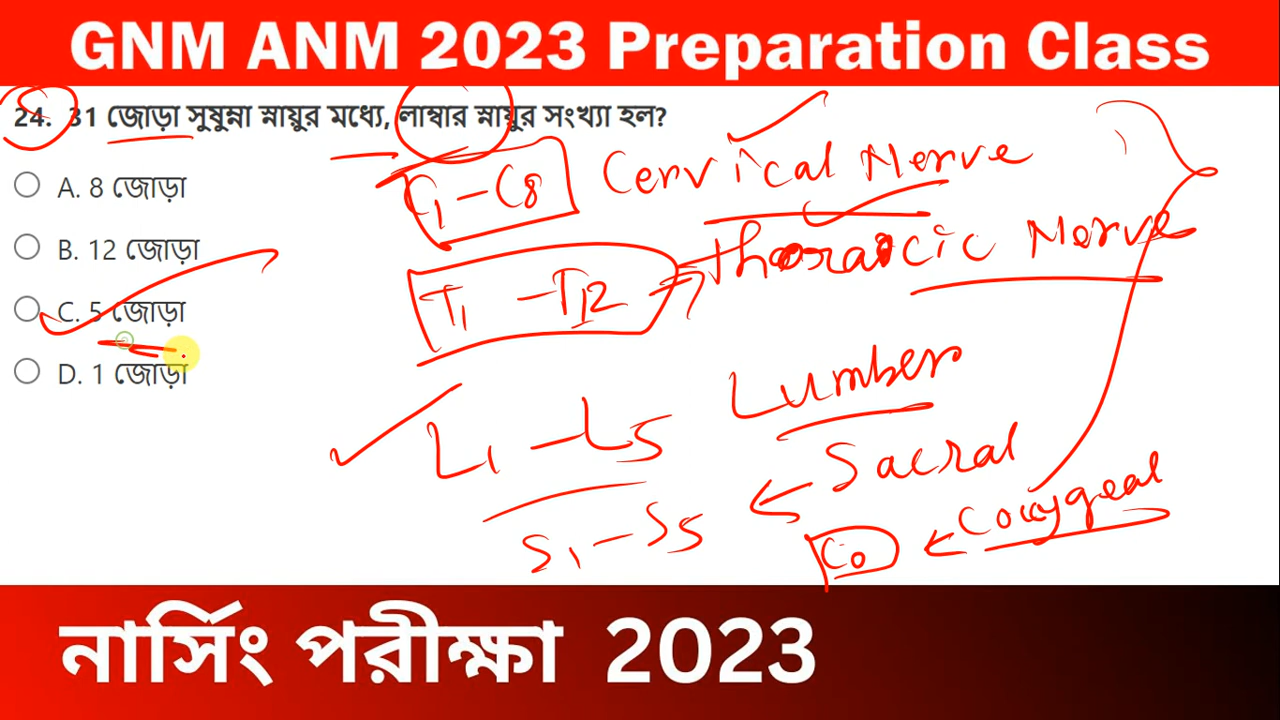 GNM ANM 2023 Preparation Class
24. 31 জোড়া সুষুম্না স্নায়ুর মধ্যে, লাম্বার স্নায়ুর সংখ্যা হল?
A. 8 জোড়া
B. 12 জোড়া
C. 5 জোড়া
D. 1 জোড়া
C1 - C8 Cervical Nerve
T1 - T12 Thoraicic Nerve
L1 - L5 Lumber
S1 - S5 Sacral
Co Coccygeal
নার্সিং পরীক্ষা 2023